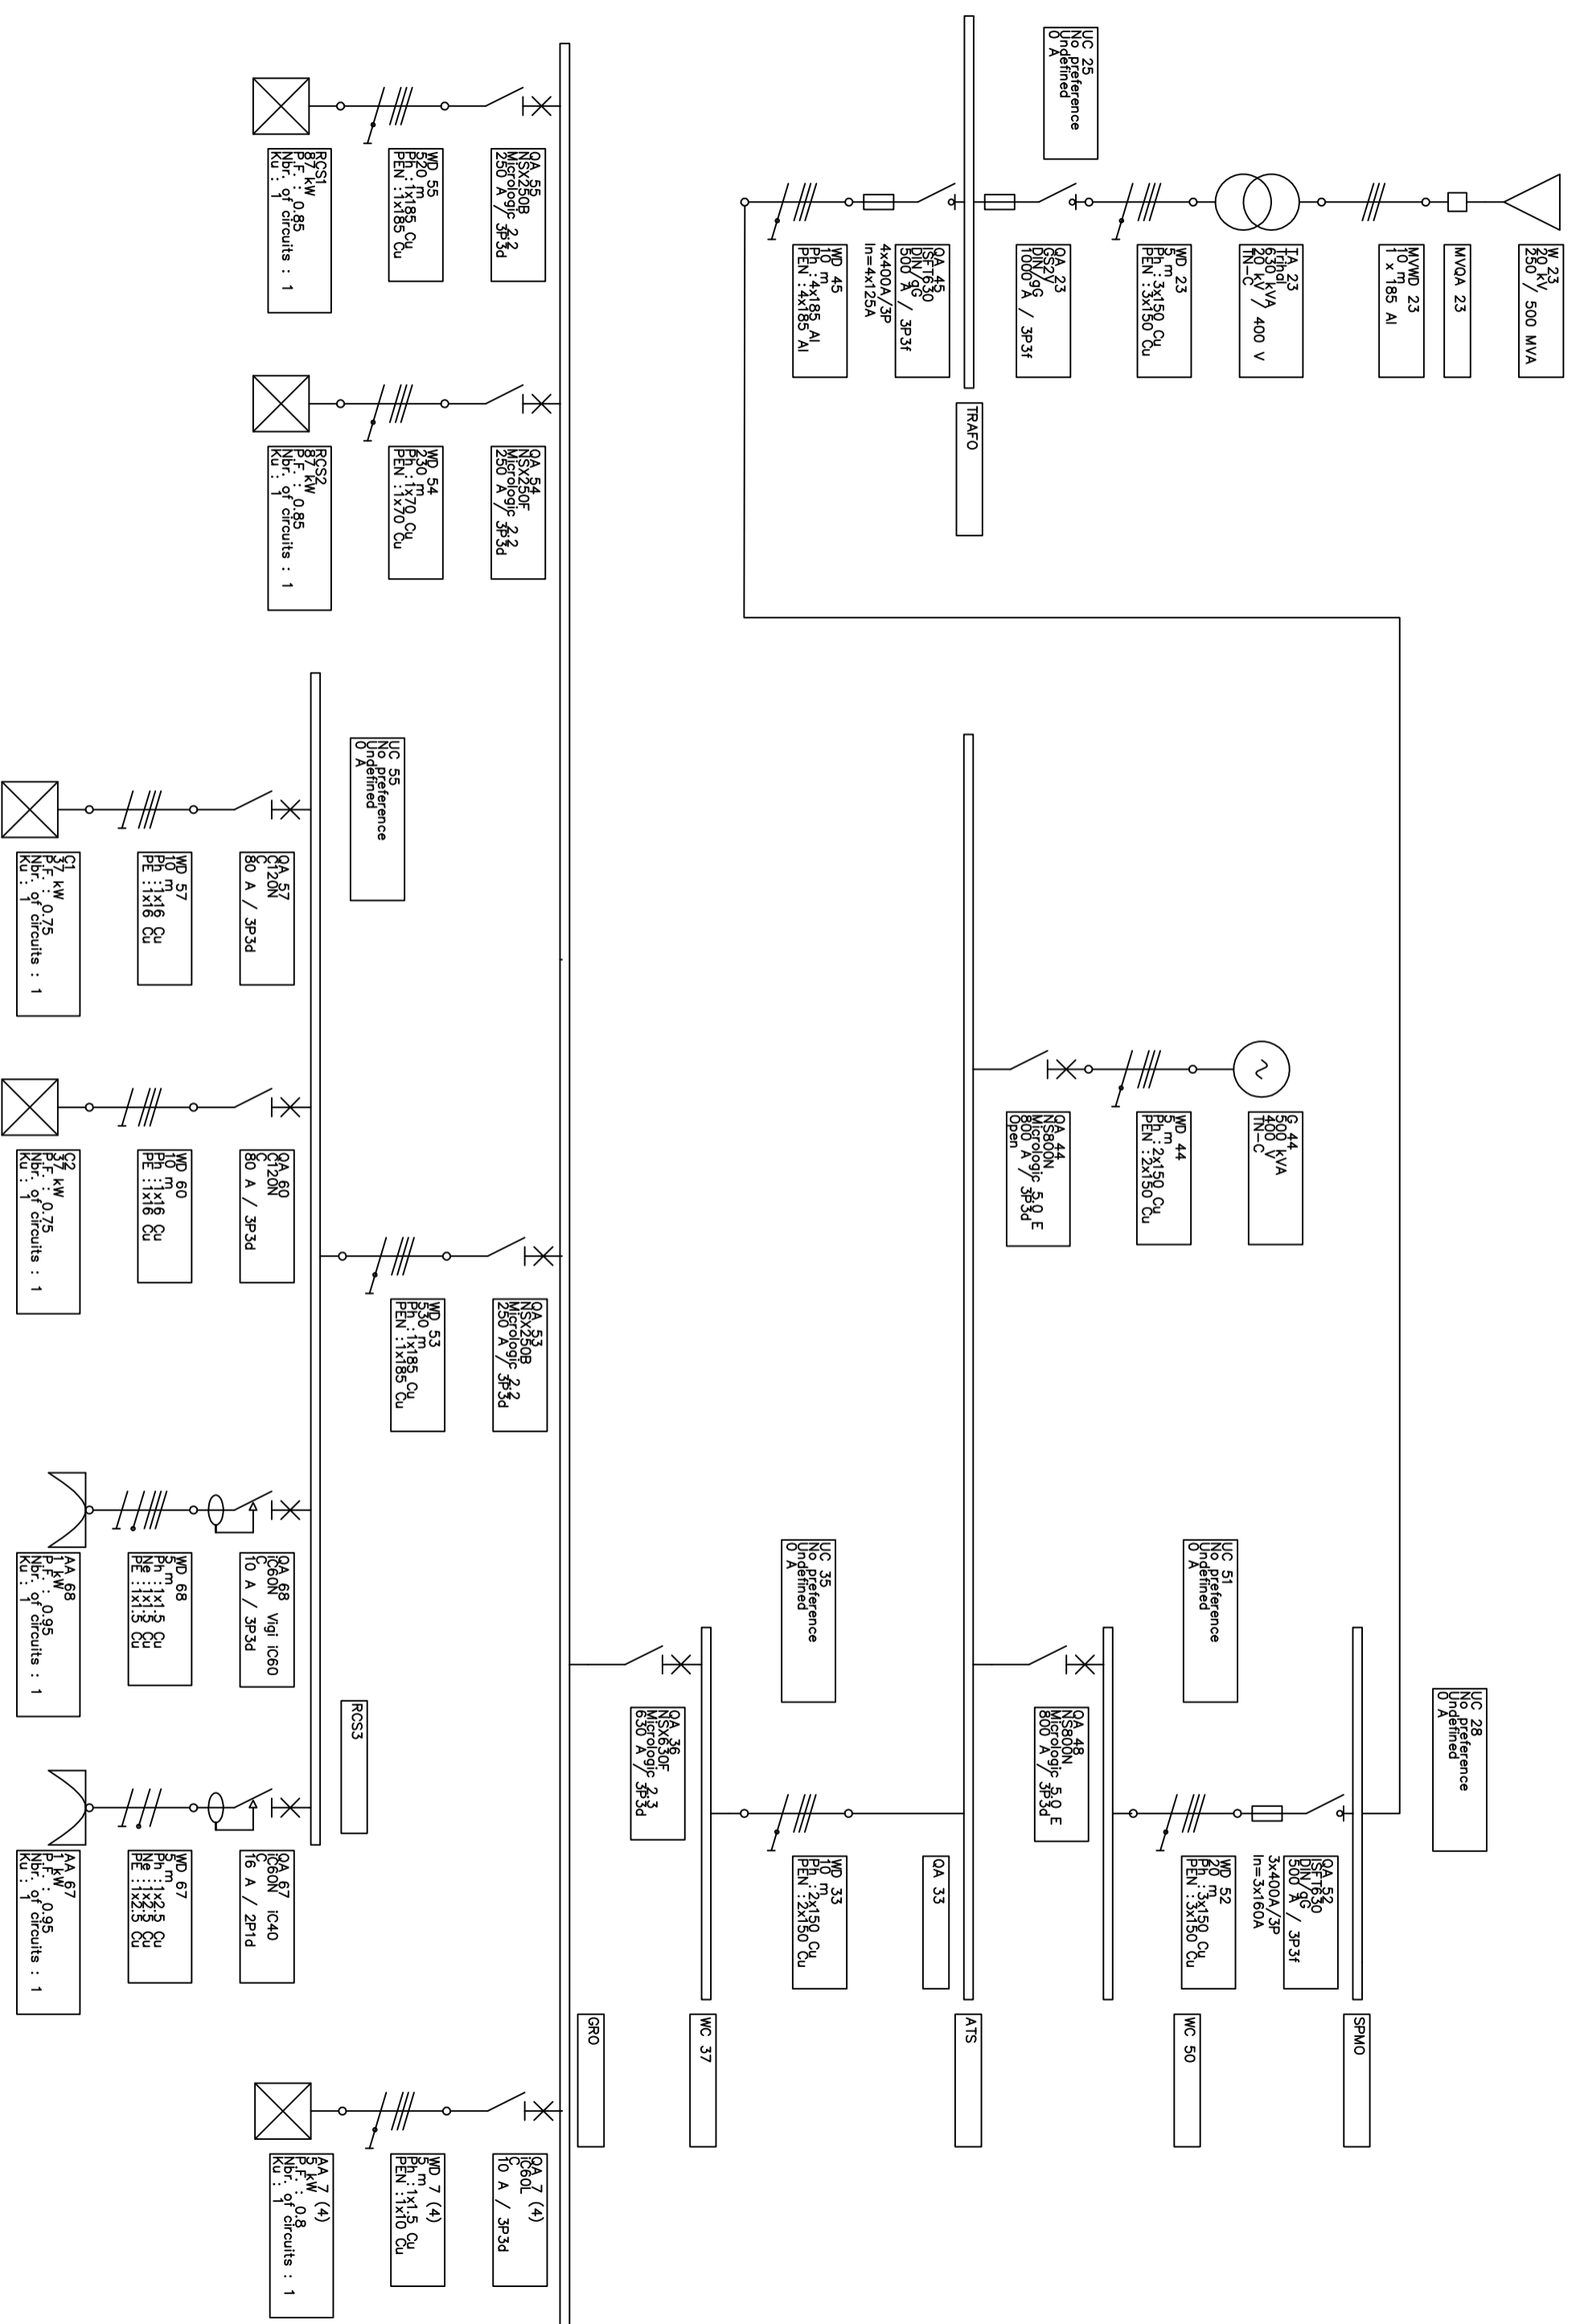 W 23
20 kV
250 / 500 MVA
MVQA 23
MVWD 23
10 m
1 x 185 Al
TA 23
Trihal
630 kVA
20 kV / 400 V
TN-C
WD 23
5 m
Ph :3x150 Cu
PEN :3x150 Cu
UC 25
No preference
Undefined
0 A
QA 23
GS2V
DIN/gG
1000 A / 3P3f
TRAFO
QA 45
ISFT630
DIN/gG
500 A / 3P3f
4x400A/3P
In=4x125A
WD 45
10 m
Ph :4x185 Al
PEN :4x185 Al
UC 28
No preference
Undefined
0 A
SPMO
QA 52
ISFT630
DIN/gG
500 A / 3P3f
3x400A/3P
In=3x160A
WD 52
20 m
Ph :3x150 Cu
PEN :3x150 Cu
UC 51
No preference
Undefined
0 A
WC 50
G 44
500 kVA
400 V
TN-C
WD 44
5 m
Ph :2x150 Cu
PEN :2x150 Cu
QA 44
NS800N
Micrologic 5.0 E
800 A / 3P3d
Open
QA 48
NS800N
Micrologic 5.0 E
800 A / 3P3d
ATS
QA 33
WD 33
10 m
Ph :2x150 Cu
PEN :2x150 Cu
UC 35
No preference
Undefined
0 A
WC 37
QA 36
NSX630F
Micrologic 2.3
630 A / 3P3d
GRO
QA 55
NSX250B
Micrologic 2.2
250 A / 3P3d
WD 55
520 m
Ph :1x185 Cu
PEN :1x185 Cu
RCS1
87 kW
P.F. : 0.85
Nbr. of circuits : 1
Ku : 1
QA 54
NSX250F
Micrologic 2.2
250 A / 3P3d
WD 54
230 m
Ph :1x70 Cu
PEN :1x70 Cu
RCS2
87 kW
P.F. : 0.85
Nbr. of circuits : 1
Ku : 1
QA 53
NSX250B
Micrologic 2.2
250 A / 3P3d
WD 53
530 m
Ph :1x185 Cu
PEN :1x185 Cu
QA 7 (4)
iC60L
C
10 A / 3P3d
WD 7 (4)
5 m
Ph :1x1.5 Cu
PEN :1x10 Cu
AA 7 (4)
5 kW
P.F. : 0.8
Nbr. of circuits : 1
Ku : 1
UC 55
No preference
Undefined
0 A
RCS3
QA 57
C120N
C
80 A / 3P3d
WD 57
10 m
Ph :1x16 Cu
PE :1x16 Cu
C1
37 kW
P.F. : 0.75
Nbr. of circuits : 1
Ku : 1
QA 60
C120N
C
80 A / 3P3d
WD 60
10 m
Ph :1x16 Cu
PE :1x16 Cu
C2
37 kW
P.F. : 0.75
Nbr. of circuits : 1
Ku : 1
QA 68
iC60N Vigi iC60
C
10 A / 3P3d
WD 68
5 m
Ph :1x1.5 Cu
Ne :1x1.5 Cu
PE :1x1.5 Cu
AA 68
1 kW
P.F. : 0.95
Nbr. of circuits : 1
Ku : 1
QA 67
iC60N iC40
C
16 A / 2P1d
WD 67
5 m
Ph :1x2.5 Cu
Ne :1x2.5 Cu
PE :1x2.5 Cu
AA 67
1 kW
P.F. : 0.95
Nbr. of circuits : 1
Ku : 1